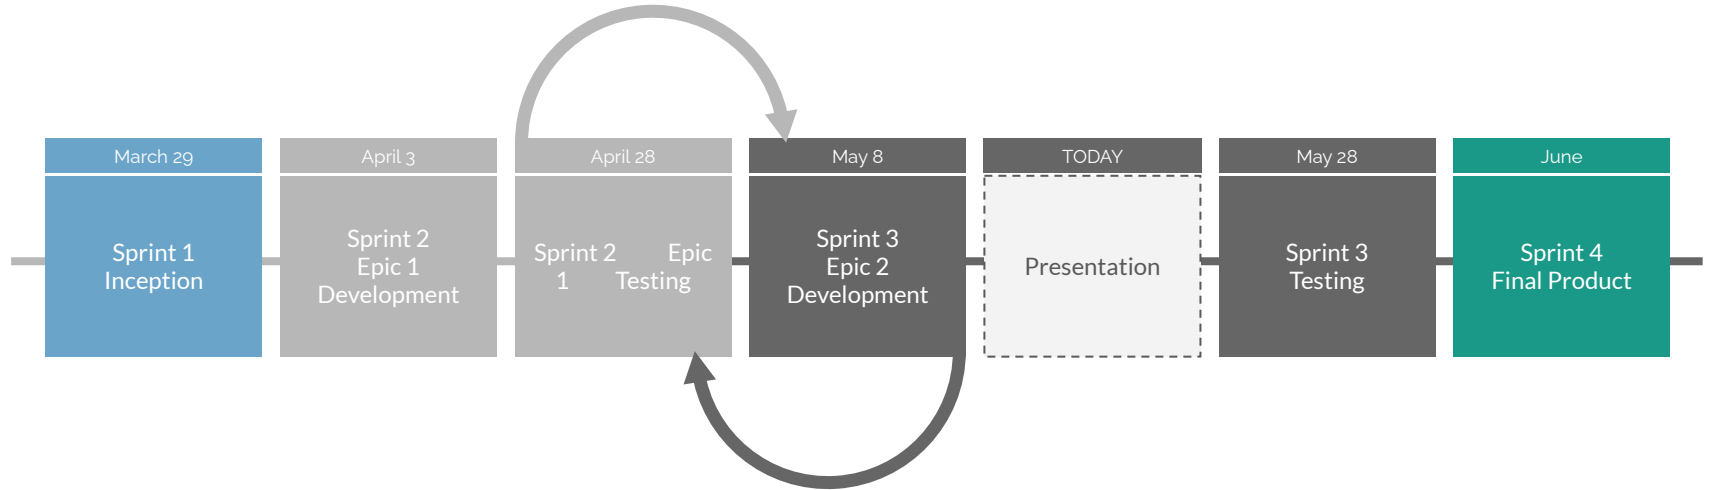 March 29
Sprint 1
Inception
April 3
Sprint 2
Epic 1
Development
April 28
Sprint 2 Epic
1 Testing
May 8
Sprint 3
Epic 2
Development
TODAY
Presentation
May 28
Sprint 3
Testing
June
Sprint 4
Final Product